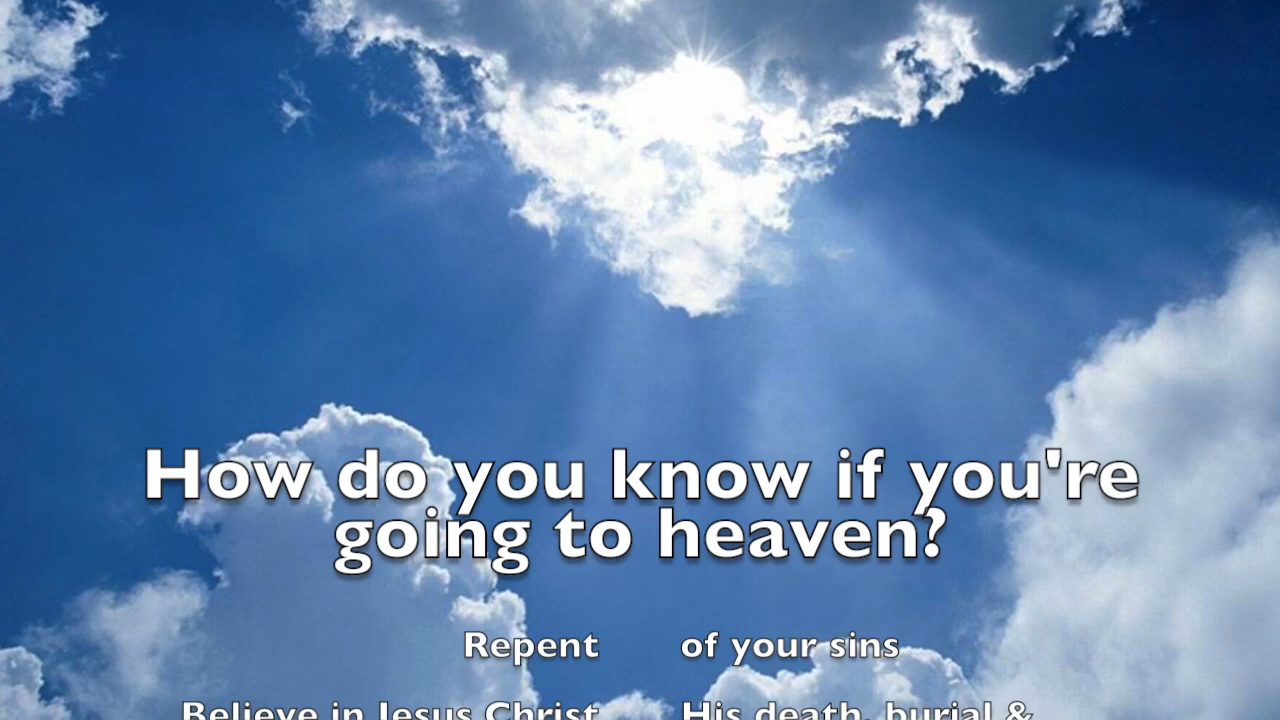 How do you know if you're
going to heaven?
Repent of your sins
Believe in Jesus Christ His death, burial &